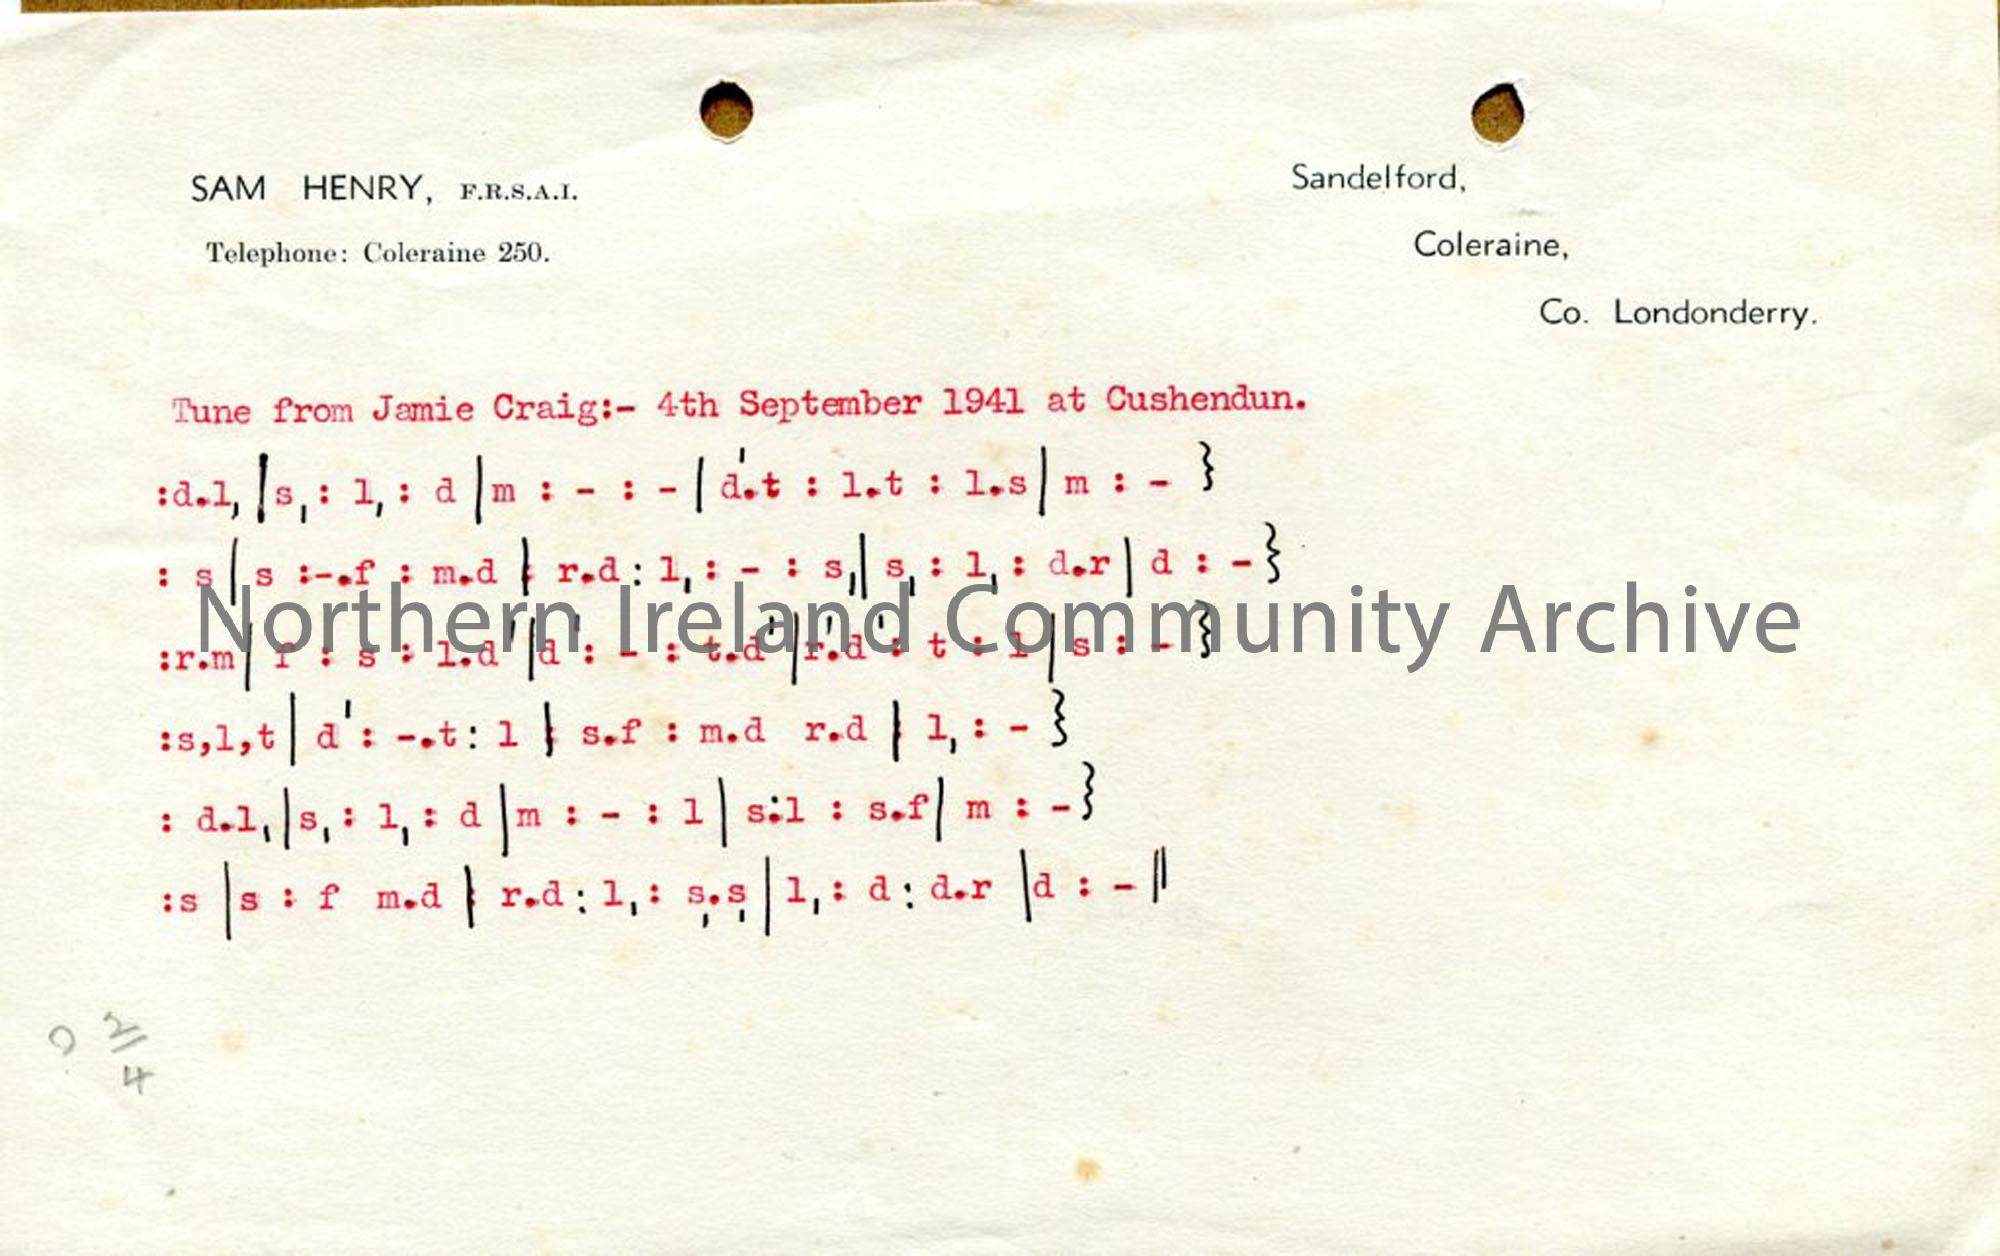 SAM HENRY, F.R.S.A.I.
Telephone: Coleraine 250.
Sandelford,
Coleraine,
Co. Londonderry.
Tune from Jamie Craig:- 4th September 1941 at Cushendun.
:d.l, |s, : l, : d |m : - : - | d'.t : l.t : l.s | m : - }
: s | s :-.f : m.d | r.d : l, : - : s, | s, : l, : d.r | d : - }
:r.m | f : s : l.d' | d' : - : t.d' | r'.d' : t : l | s : - }
:s,l,t | d' : -.t : l | s.f : m.d r.d | l, : - }
: d.l, | s, : l, : d | m : - : l | s:l : s.f | m : - }
:s | s : f m.d | r.d : l, : s,.s, | l, : d : d.r | d : - ||
2/4
Northern Ireland Community Archive